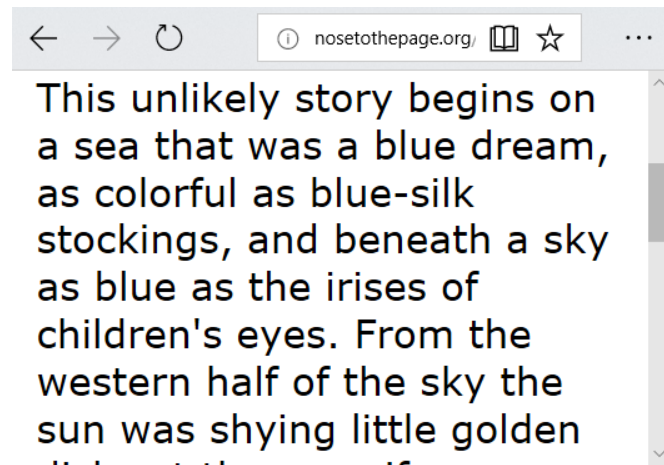 nosetothepage.org/
This unlikely story begins on
a sea that was a blue dream,
as colorful as blue-silk
stockings, and beneath a sky
as blue as the irises of
children's eyes. From the
western half of the sky the
sun was shying little golden